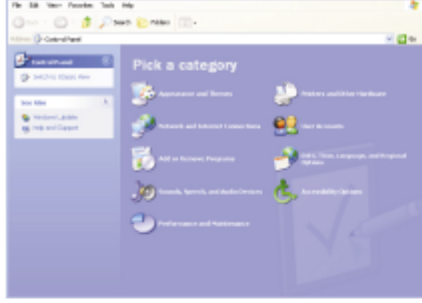 File Edit View Favorites Tools Help
Search Folders
Address Control Panel Go
Control Panel
Switch to Classic View
See Also
Windows Update
Help and Support
Pick a category
Appearance and Themes
Printers and Other Hardware
Network and Internet Connections
User Accounts
Add or Remove Programs
Date, Time, Language, and Regional Options
Sounds, Speech, and Audio Devices
Accessibility Options
Performance and Maintenance